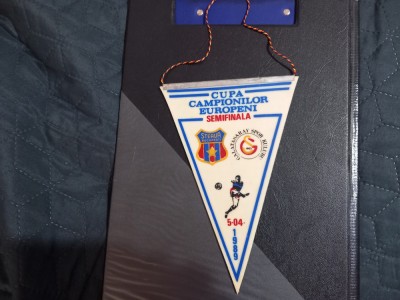 CUPA
CAMPIONILOR
EUROPENI
SEMIFINALA
STEAUA
GALATASARAY SPOR KULÜBÜ
5-04-
1989